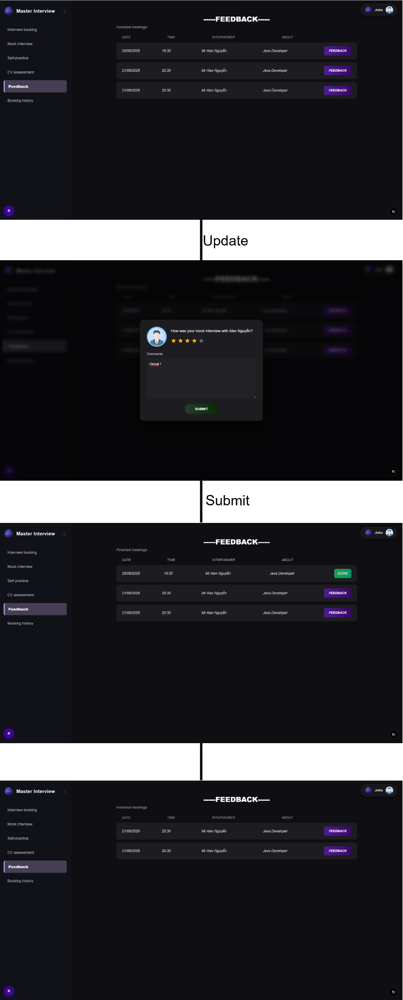 Master Interview
John
-----FEEDBACK-----
Finished meetings
Interview booking
DATE TIME INTERVIEWER ABOUT
Mock interview
20/06/2026 19:30 Mr Alex Nguyễn Java Developer FEEDBACK
Self-practice
CV assessment
21/06/2026 20:30 Mr Alex Nguyễn Java Developer FEEDBACK
Feedback
21/06/2026 20:30 Mr Alex Nguyễn Java Developer FEEDBACK
Booking history
R
N
Update
How was your mock interview with Alex Nguyễn?
Comments
Great !
SUBMIT
N
Submit
Master Interview
John
-----FEEDBACK-----
Finished meetings
Interview booking
DATE TIME INTERVIEWER ABOUT
Mock interview
20/06/2026 19:30 Mr Alex Nguyễn Java Developer DONE
Self-practice
CV assessment
21/06/2026 20:30 Mr Alex Nguyễn Java Developer FEEDBACK
Feedback
21/06/2026 20:30 Mr Alex Nguyễn Java Developer FEEDBACK
Booking history
R
N
Master Interview
John
-----FEEDBACK-----
Finished meetings
Interview booking
DATE TIME INTERVIEWER ABOUT
Mock interview
21/06/2026 20:30 Mr Alex Nguyễn Java Developer FEEDBACK
Self-practice
CV assessment
21/06/2026 20:30 Mr Alex Nguyễn Java Developer FEEDBACK
Feedback
Booking history
R
N